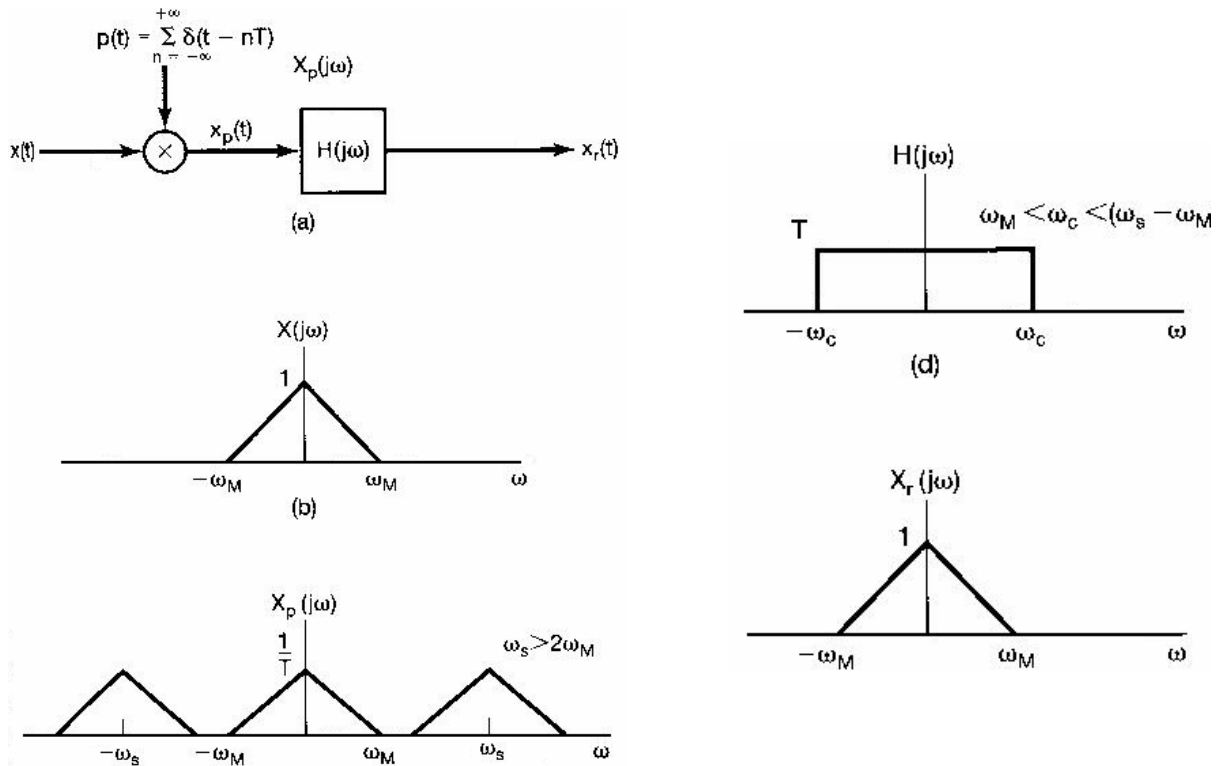 +∞
p(t) = Σ δ(t − nT)
n = −∞
X_p(jω)
x(t)
×
x_p(t)
H(jω)
x_r(t)
(a)
X(jω)
1
−ω_M
ω_M
ω
(b)
X_p(jω)
1/T
ω_s > 2ω_M
−ω_s
−ω_M
ω_M
ω_s
ω
H(jω)
T
ω_M < ω_c < (ω_s − ω_M
−ω_c
ω_c
ω
(d)
X_r(jω)
1
−ω_M
ω_M
ω